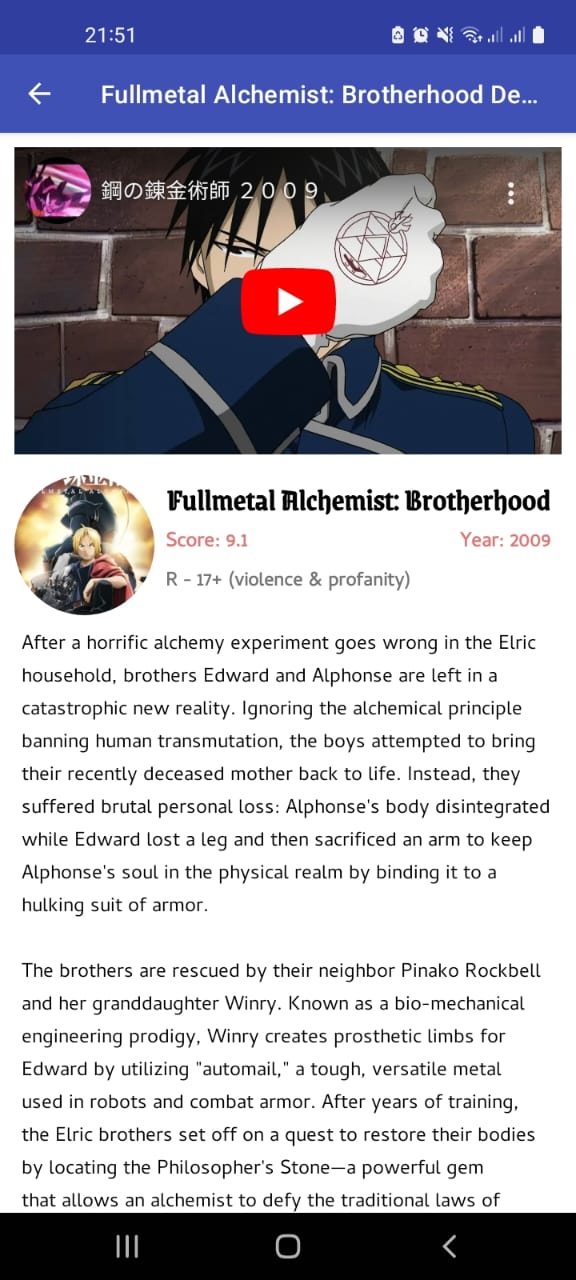 21:51
Fullmetal Alchemist: Brotherhood De...
鋼の錬金術師 ２００９
Fullmetal Alchemist: Brotherhood
Score: 9.1
Year: 2009
R - 17+ (violence & profanity)
After a horrific alchemy experiment goes wrong in the Elric
household, brothers Edward and Alphonse are left in a
catastrophic new reality. Ignoring the alchemical principle
banning human transmutation, the boys attempted to bring
their recently deceased mother back to life. Instead, they
suffered brutal personal loss: Alphonse's body disintegrated
while Edward lost a leg and then sacrificed an arm to keep
Alphonse's soul in the physical realm by binding it to a
hulking suit of armor.
The brothers are rescued by their neighbor Pinako Rockbell
and her granddaughter Winry. Known as a bio-mechanical
engineering prodigy, Winry creates prosthetic limbs for
Edward by utilizing "automail," a tough, versatile metal
used in robots and combat armor. After years of training,
the Elric brothers set off on a quest to restore their bodies
by locating the Philosopher's Stone—a powerful gem
that allows an alchemist to defy the traditional laws of